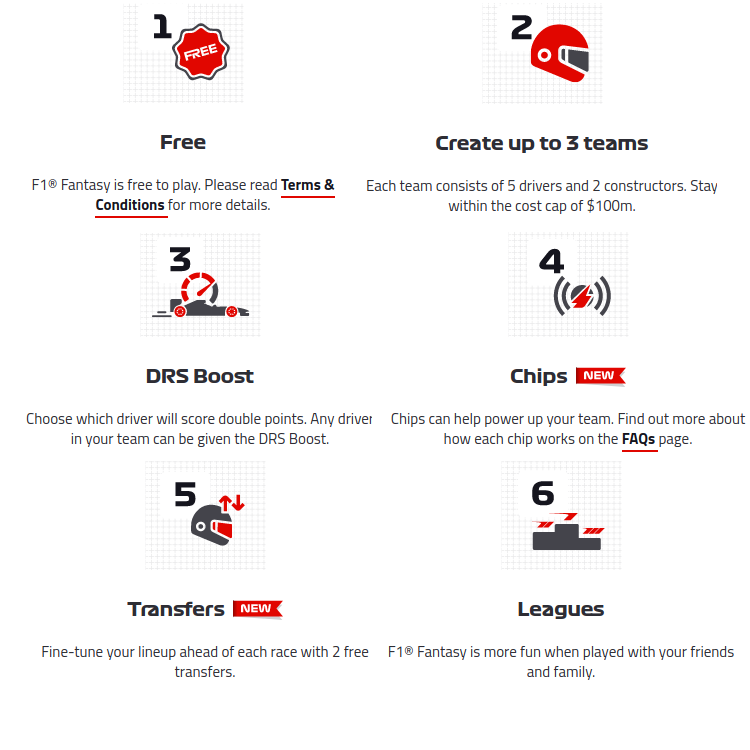 1
FREE
Free
F1® Fantasy is free to play. Please read Terms &
Conditions for more details.
2
Create up to 3 teams
Each team consists of 5 drivers and 2 constructors. Stay
within the cost cap of $100m.
3
DRS Boost
Choose which driver will score double points. Any driver
in your team can be given the DRS Boost.
4
Chips NEW
Chips can help power up your team. Find out more about
how each chip works on the FAQs page.
5
Transfers NEW
Fine-tune your lineup ahead of each race with 2 free
transfers.
6
Leagues
F1® Fantasy is more fun when played with your friends
and family.